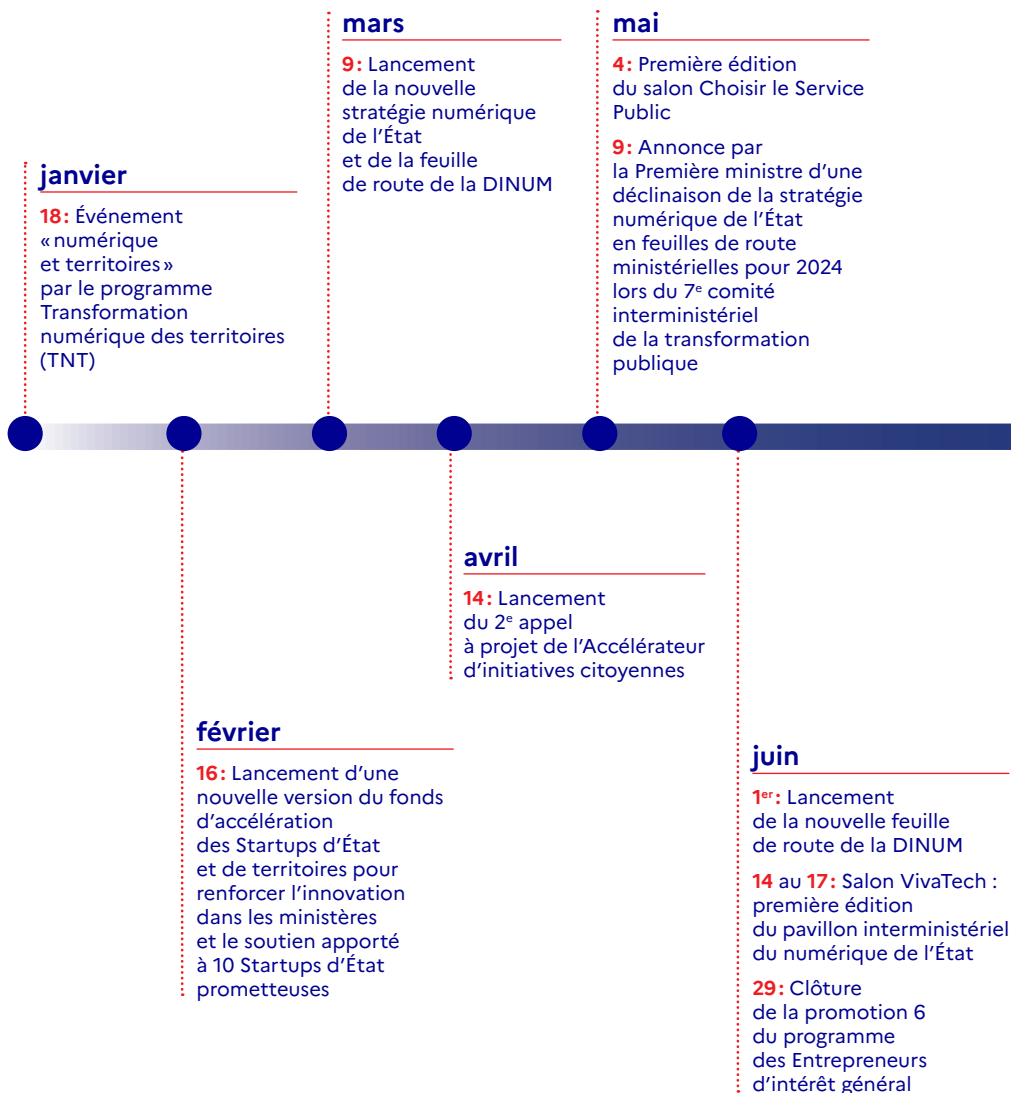 janvier
18 : Événement
« numérique
et territoires »
par le programme
Transformation
numérique des territoires
(TNT)
février
16 : Lancement d’une
nouvelle version du fonds
d’accélération
des Startups d’État
et de territoires pour
renforcer l’innovation
dans les ministères
et le soutien apporté
à 10 Startups d’État
prometteuses
mars
9 : Lancement
de la nouvelle
stratégie numérique
de l’État
et de la feuille
de route de la DINUM
avril
14 : Lancement
du 2e appel
à projet de l’Accélérateur
d’initiatives citoyennes
mai
4 : Première édition
du salon Choisir le Service
Public
9 : Annonce par
la Première ministre d’une
déclinaison de la stratégie
numérique de l’État
en feuilles de route
ministérielles pour 2024
lors du 7e comité
interministériel
de la transformation
publique
juin
1er : Lancement
de la nouvelle feuille
de route de la DINUM
14 au 17 : Salon VivaTech :
première édition
du pavillon interministériel
du numérique de l’État
29 : Clôture
de la promotion 6
du programme
des Entrepreneurs
d’intérêt général